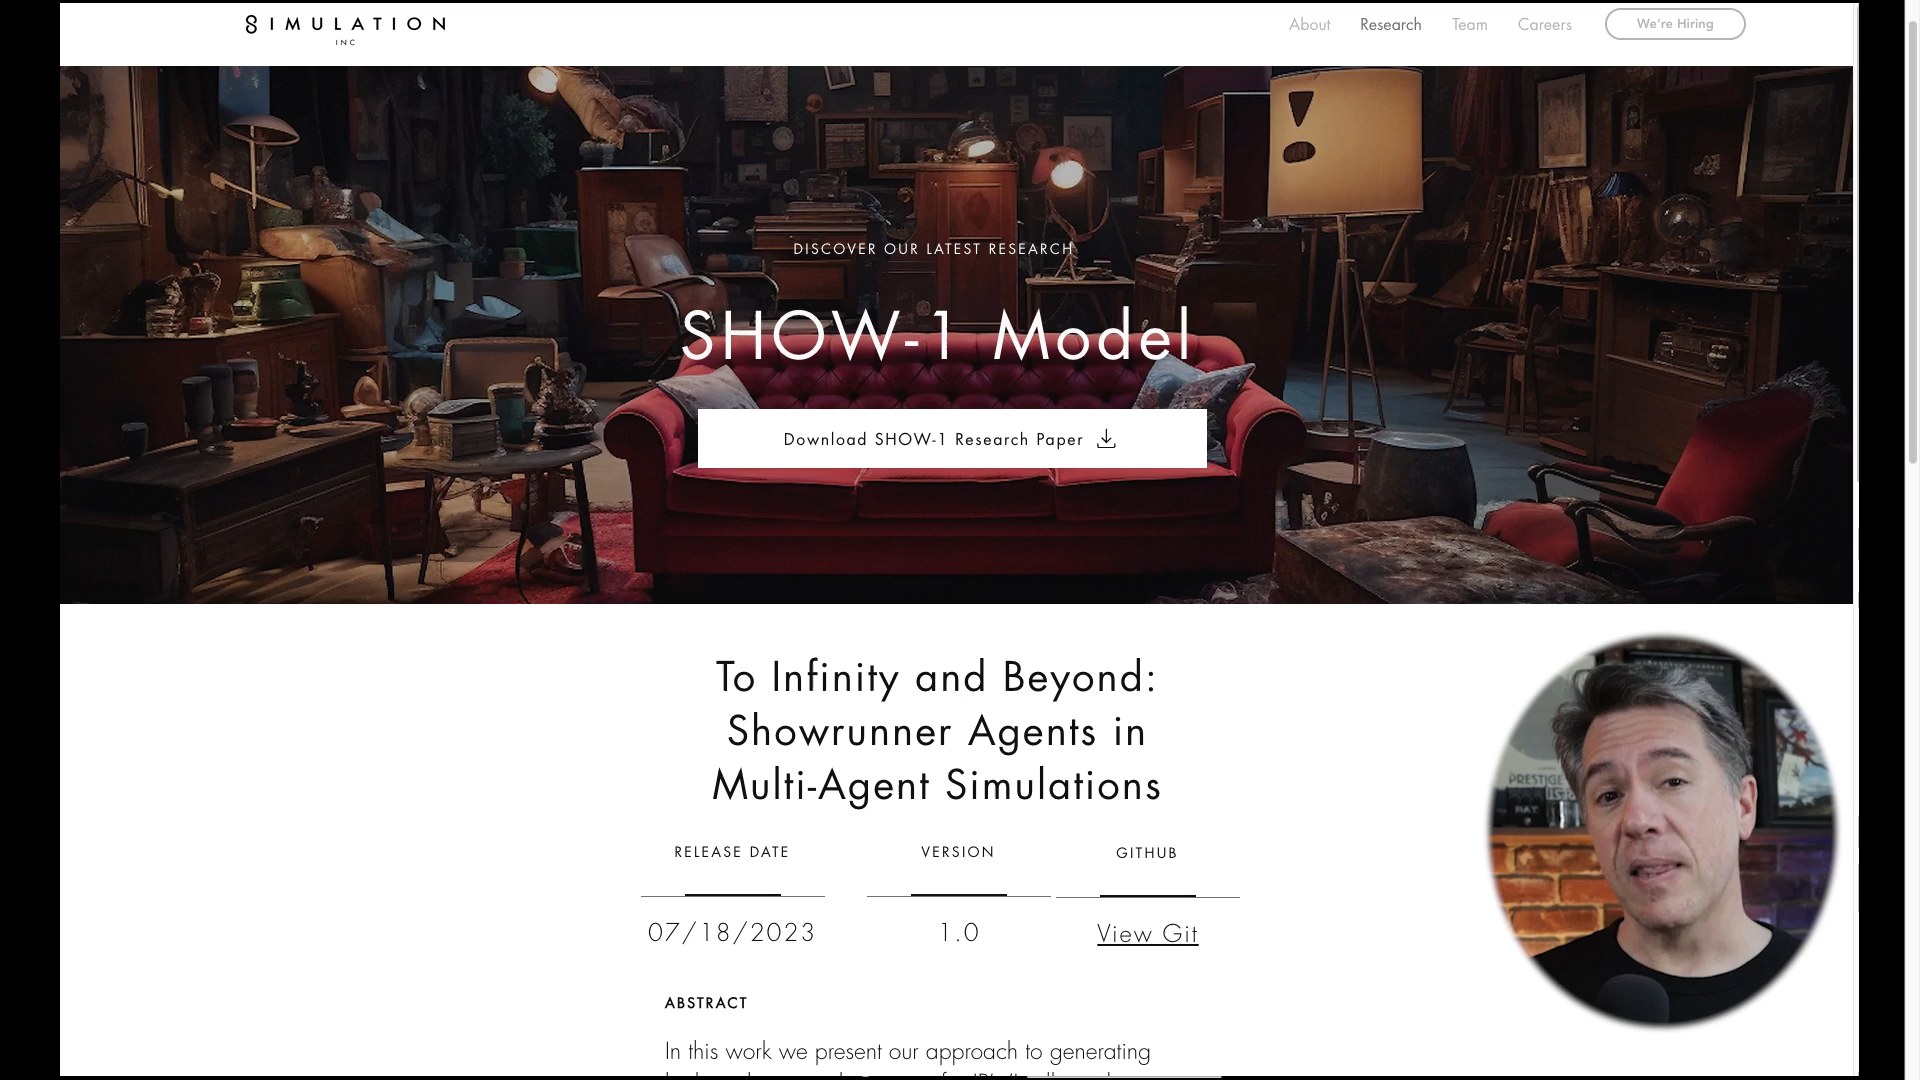 SIMULATION
INC
About Research Team Careers We're Hiring
DISCOVER OUR LATEST RESEARCH
SHOW-1 Model
Download SHOW-1 Research Paper
To Infinity and Beyond:
Showrunner Agents in
Multi-Agent Simulations
RELEASE DATE VERSION GITHUB
07/18/2023 1.0 View Git
ABSTRACT
In this work we present our approach to generating
PRESTIGE